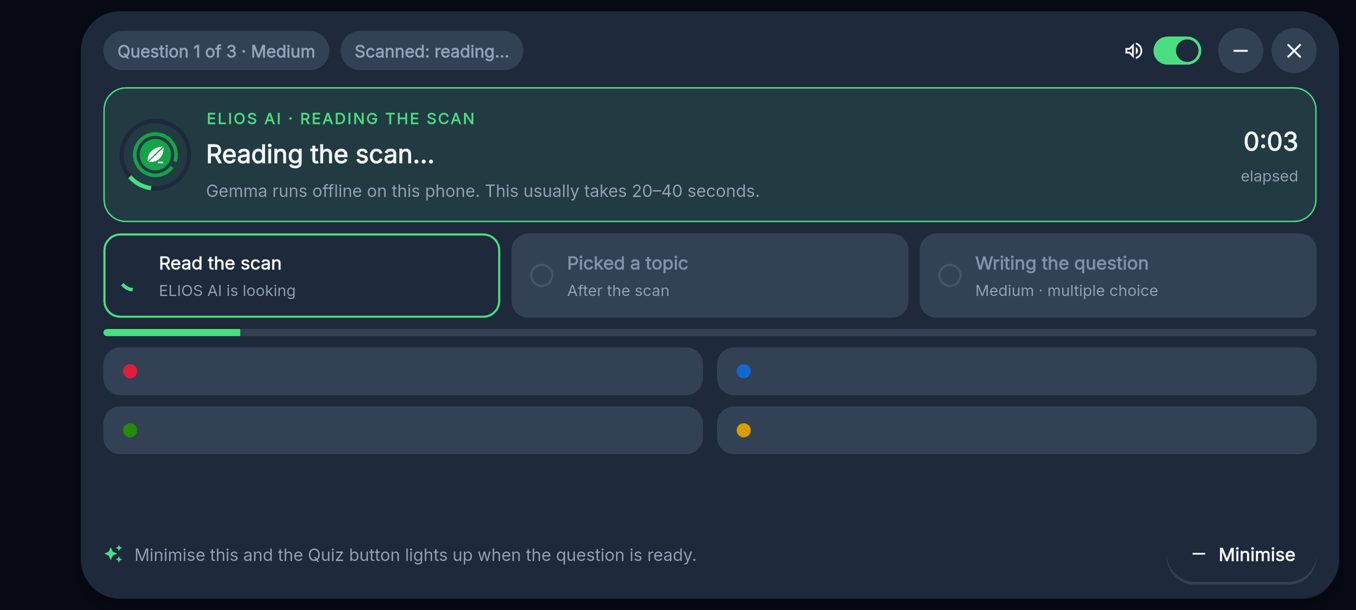 Question 1 of 3 · Medium
Scanned: reading...
ELIOS AI · READING THE SCAN
Reading the scan...
Gemma runs offline on this phone. This usually takes 20–40 seconds.
0:03
elapsed
Read the scan
ELIOS AI is looking
Picked a topic
After the scan
Writing the question
Medium · multiple choice
Minimise this and the Quiz button lights up when the question is ready.
Minimise